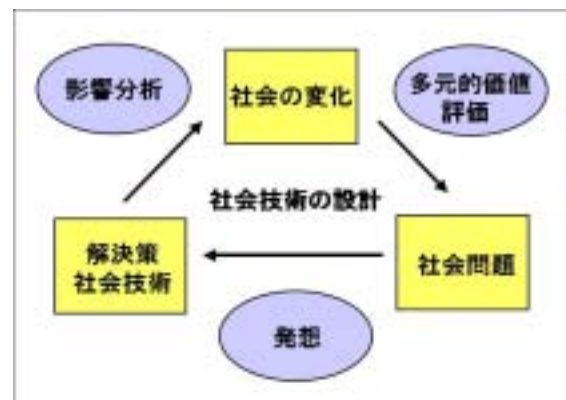 影響分析
社会の変化
多元的価値
評価
社会技術の設計
解決策
社会技術
社会問題
発想